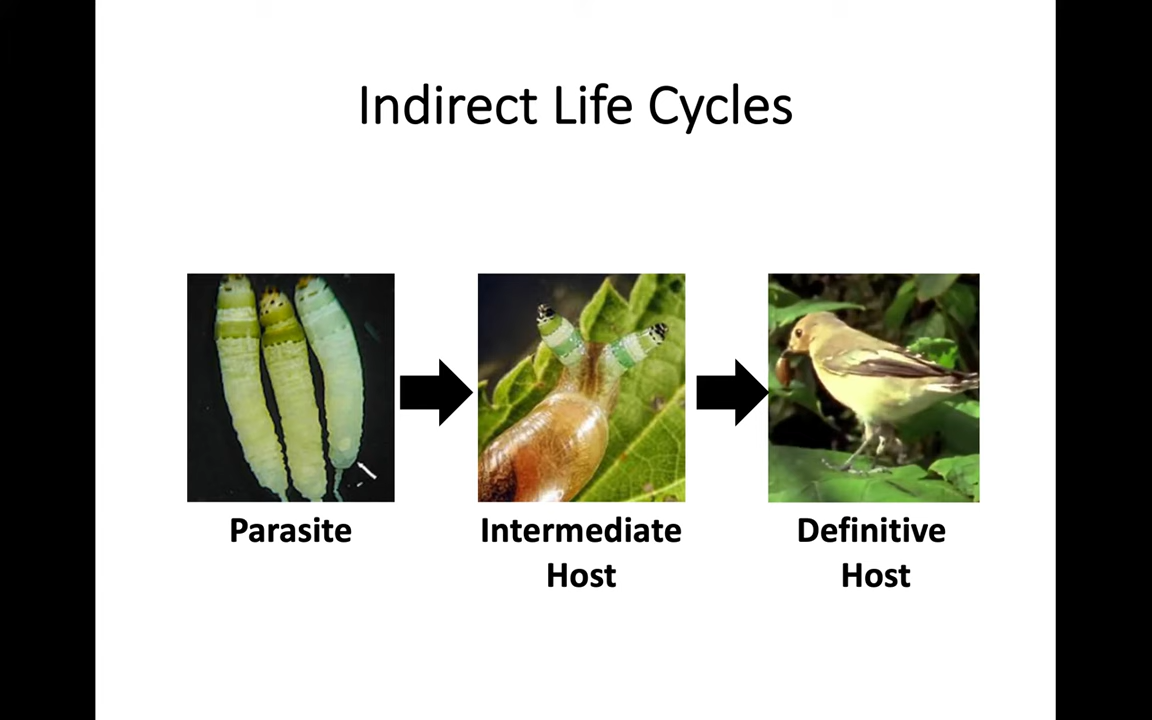 Indirect Life Cycles
Parasite
Intermediate
Host
Definitive
Host